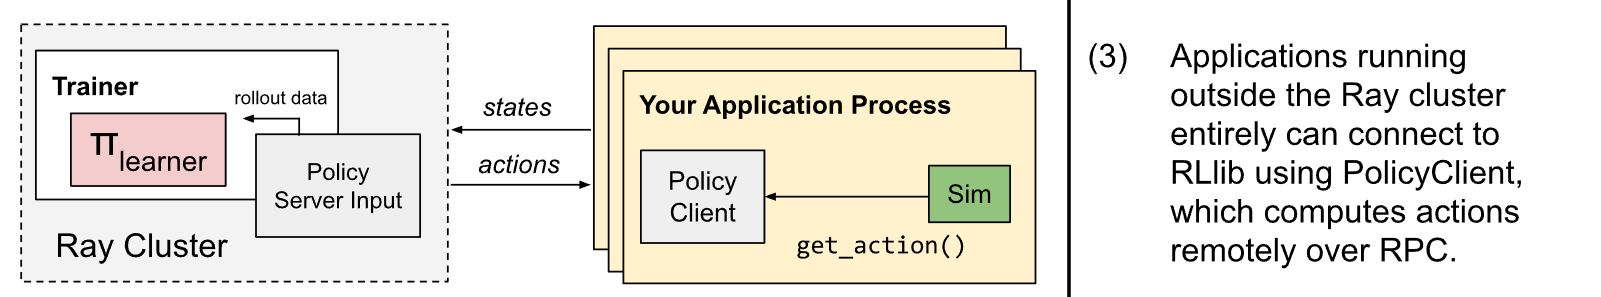 Trainer
rollout data
π learner
Policy
Server Input
Ray Cluster
states
actions
Your Application Process
Policy
Client
Sim
get_action()
(3) Applications running
outside the Ray cluster
entirely can connect to
RLlib using PolicyClient,
which computes actions
remotely over RPC.